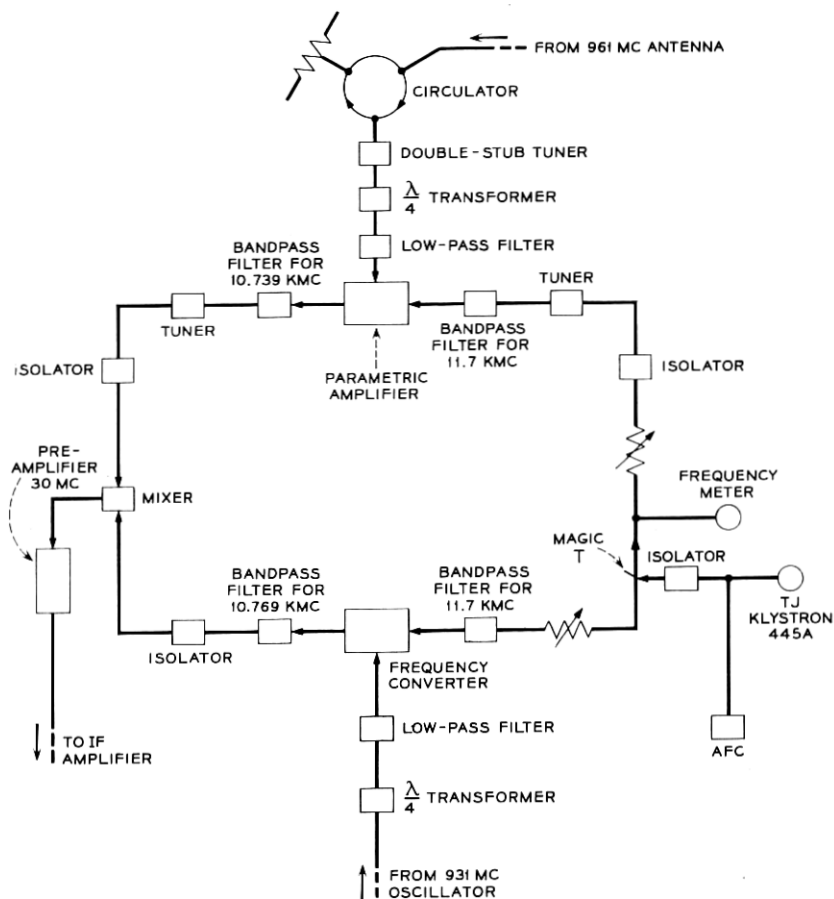 FROM 961 MC ANTENNA
CIRCULATOR
DOUBLE-STUB TUNER
λ/4 TRANSFORMER
LOW-PASS FILTER
BANDPASS
FILTER FOR
10.739 KMC
TUNER
TUNER
BANDPASS
FILTER FOR
11.7 KMC
ISOLATOR
PARAMETRIC
AMPLIFIER
ISOLATOR
PRE-
AMPLIFIER
30 MC
MIXER
FREQUENCY
METER
MAGIC
T
ISOLATOR
BANDPASS
FILTER FOR
10.769 KMC
BANDPASS
FILTER FOR
11.7 KMC
TJ
KLYSTRON
445A
ISOLATOR
FREQUENCY
CONVERTER
LOW-PASS FILTER
TO IF
AMPLIFIER
AFC
λ/4 TRANSFORMER
FROM 931 MC
OSCILLATOR